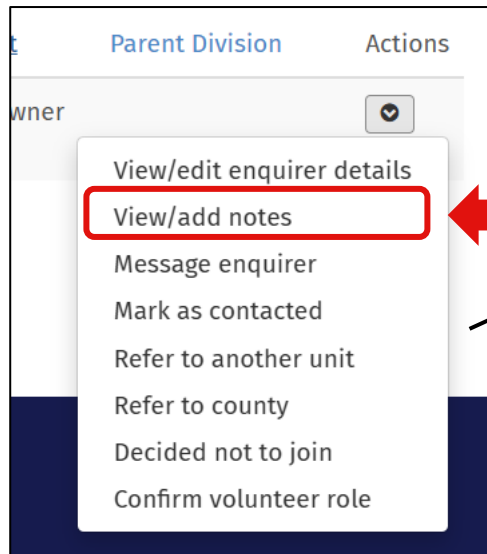 Parent Division Actions
wner
View/edit enquirer details
View/add notes
Message enquirer
Mark as contacted
Refer to another unit
Refer to county
Decided not to join
Confirm volunteer role